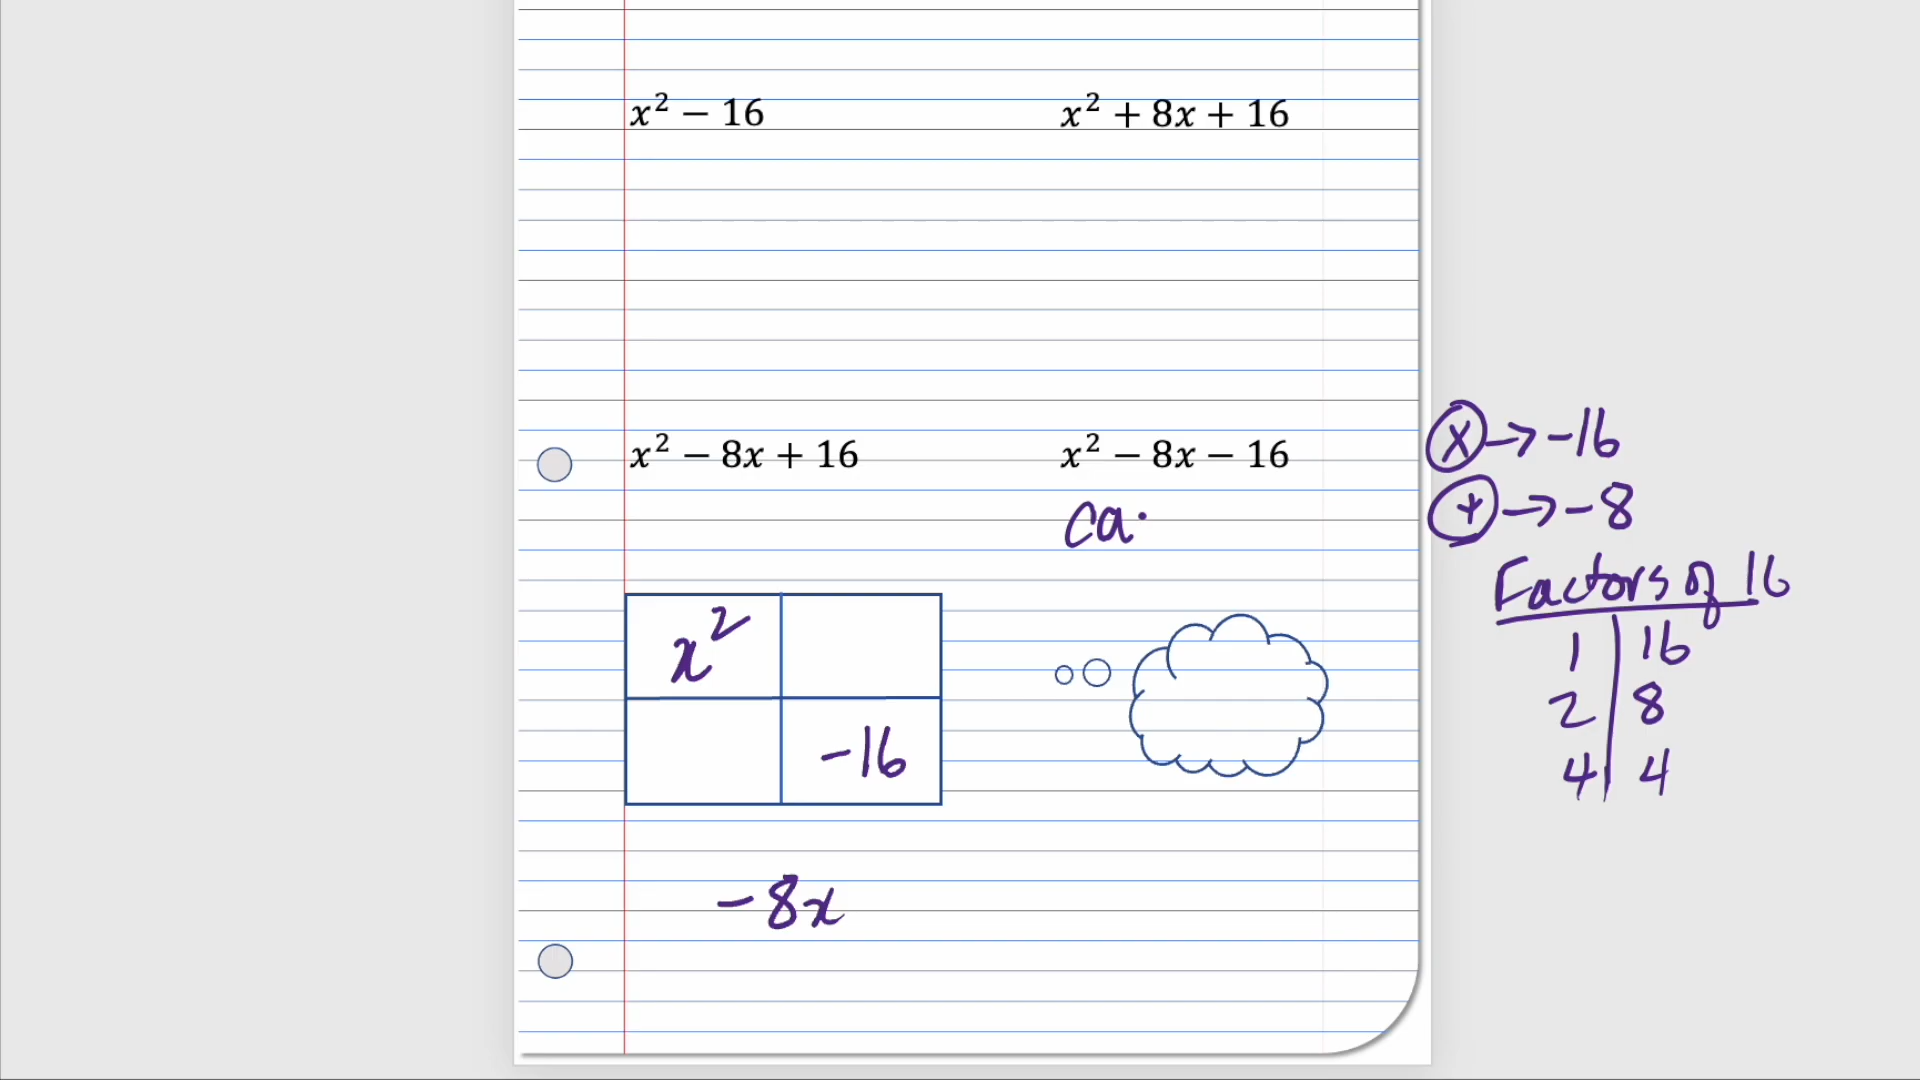 x² − 16
x² + 8x + 16
x² − 8x + 16
x² − 8x − 16
ca
x²
-16
-8x
x → -16
+ → -8
Factors of 16
1 | 16
2 | 8
4 | 4